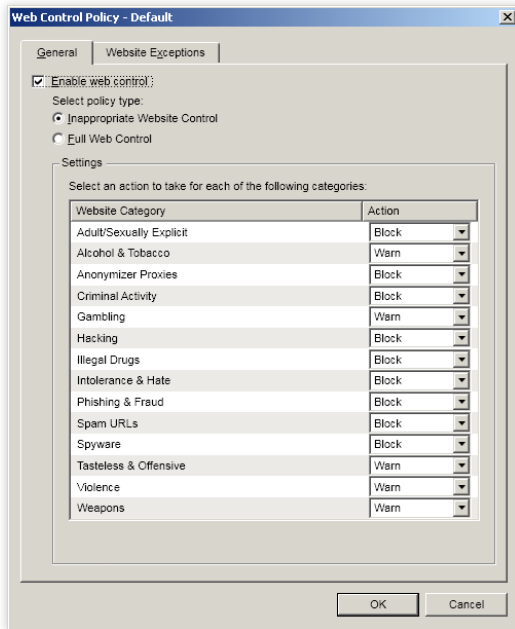 Web Control Policy - Default
General Website Exceptions
Enable web control
Select policy type:
Inappropriate Website Control
Full Web Control
Settings
Select an action to take for each of the following categories:
Website Category Action
Adult/Sexually Explicit Block
Alcohol & Tobacco Warn
Anonymizer Proxies Block
Criminal Activity Block
Gambling Warn
Hacking Block
Illegal Drugs Block
Intolerance & Hate Block
Phishing & Fraud Block
Spam URLs Block
Spyware Block
Tasteless & Offensive Warn
Violence Warn
Weapons Warn
OK Cancel